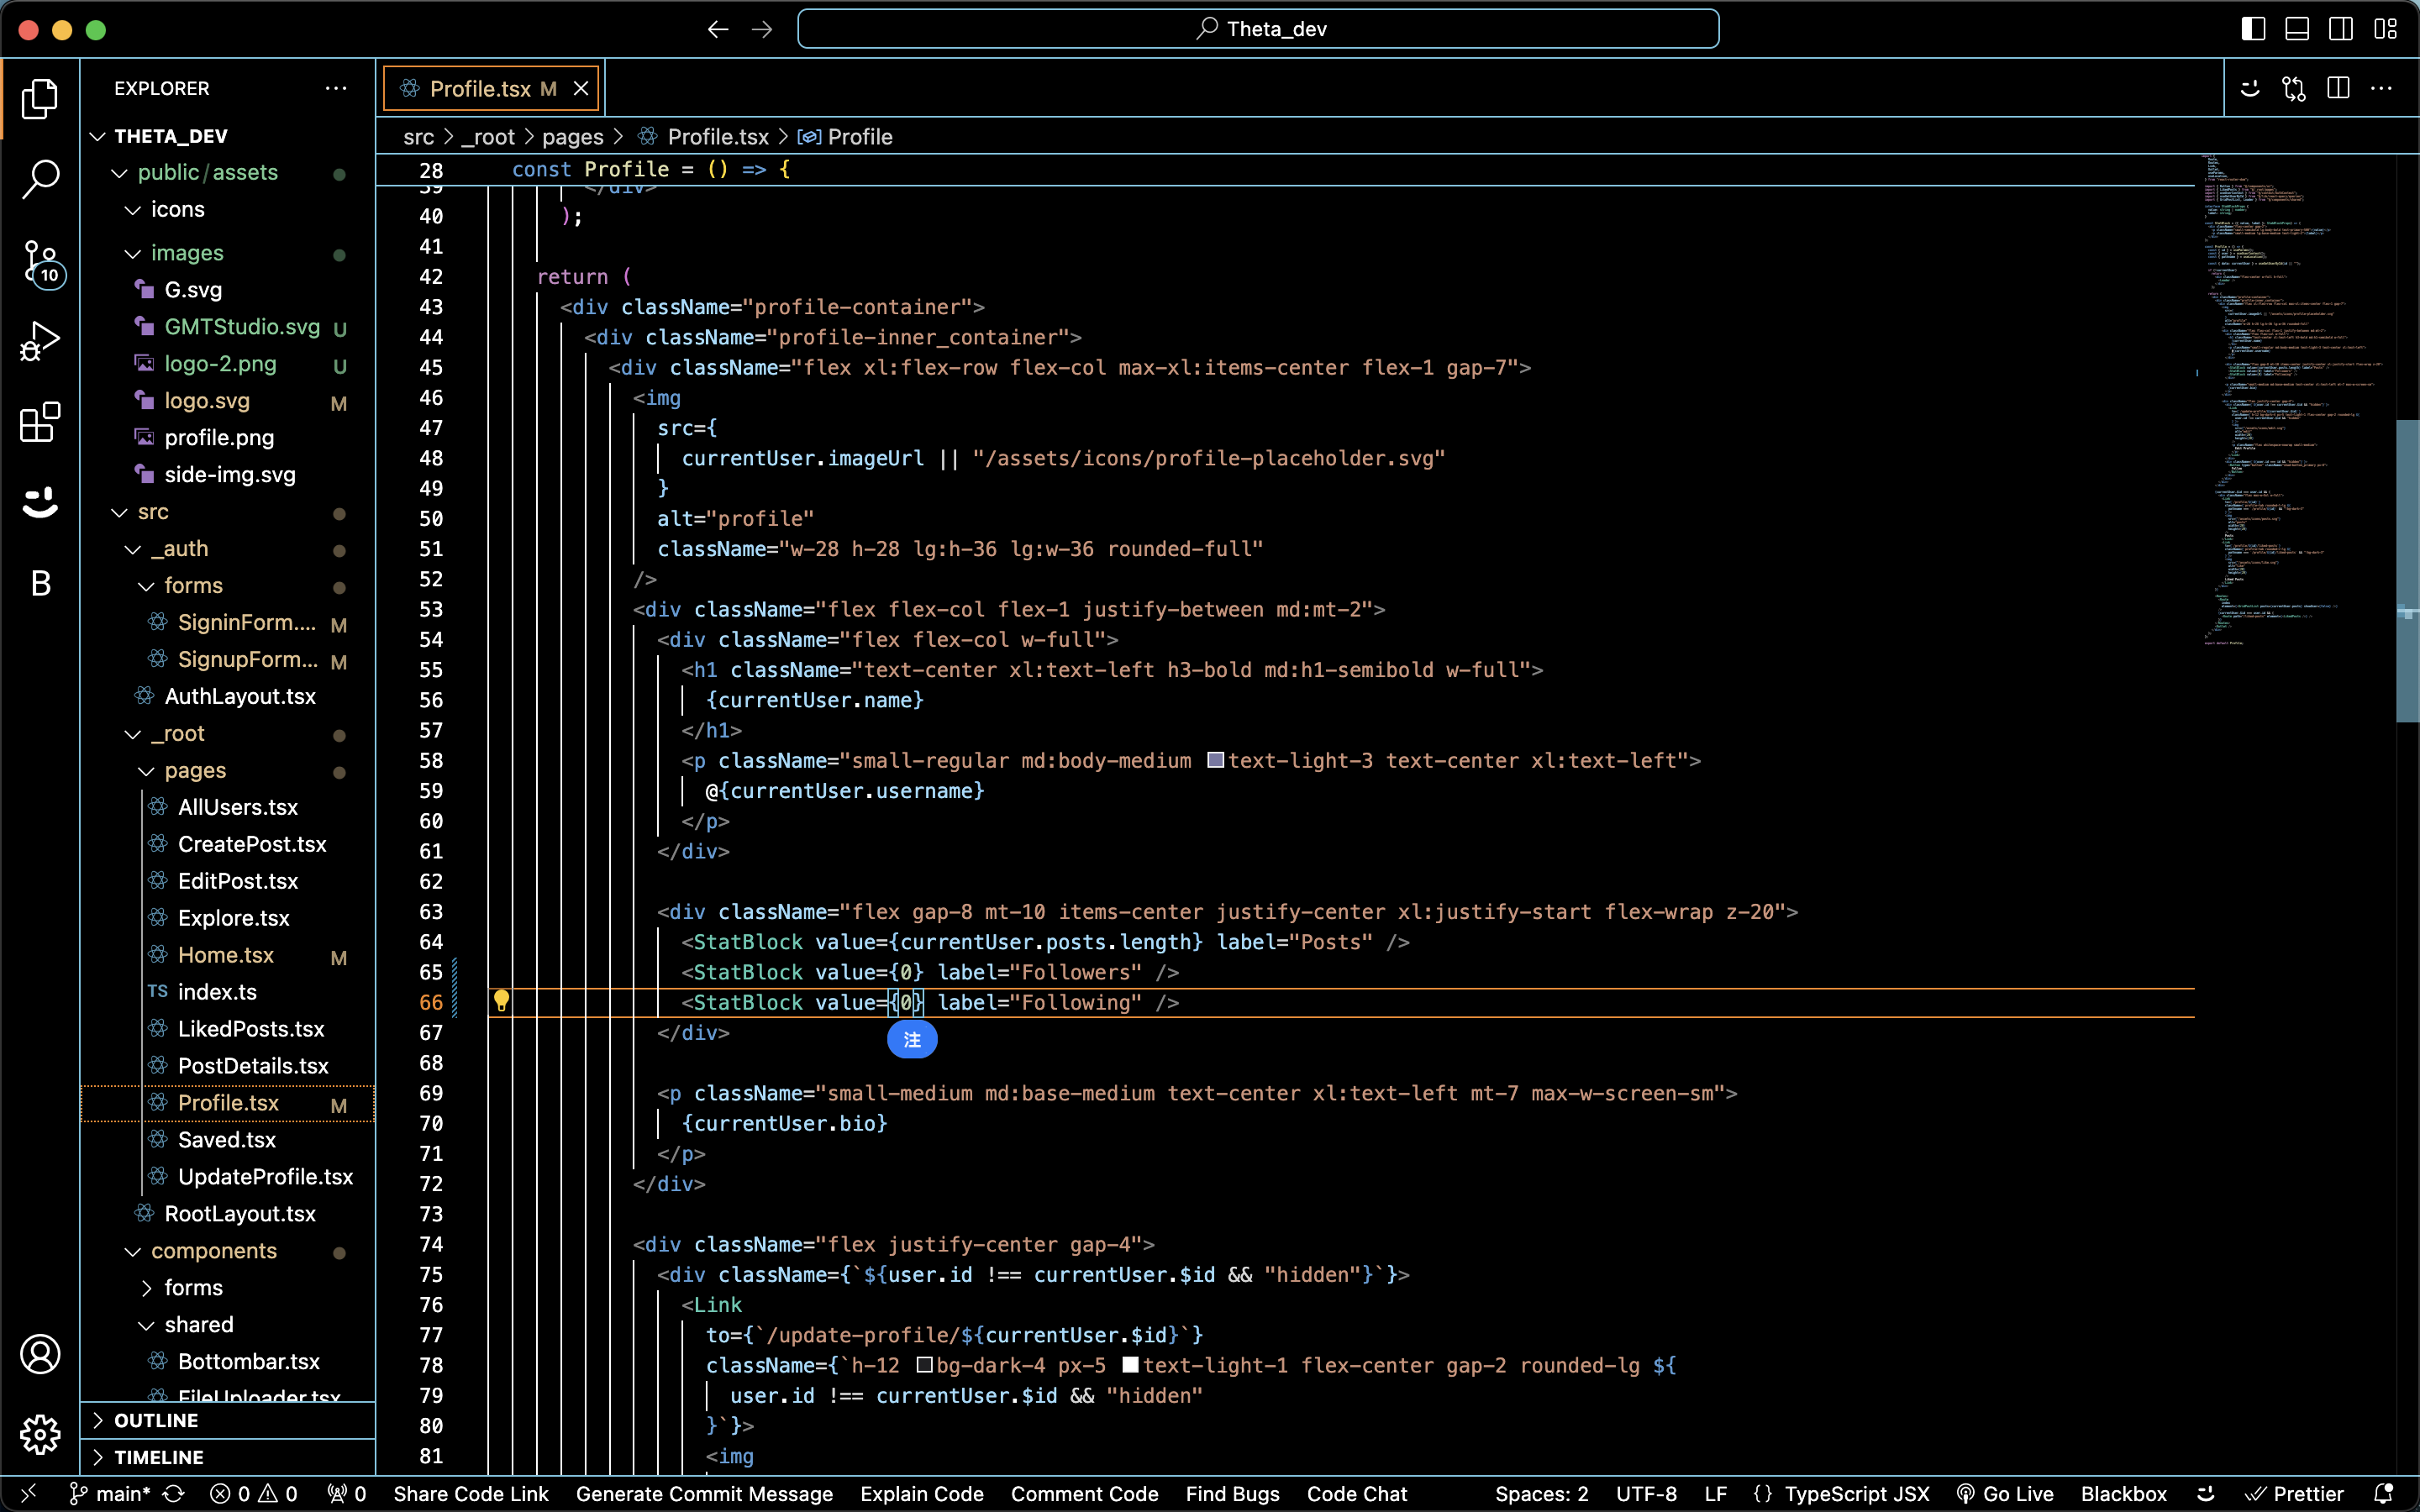 Theta_dev
EXPLORER
THETA_DEV
public/assets
icons
images
G.svg
GMTStudio.svg U
logo-2.png U
logo.svg M
profile.png
side-img.svg
src
_auth
forms
SigninForm.... M
SignupForm... M
AuthLayout.tsx
_root
pages
AllUsers.tsx
CreatePost.tsx
EditPost.tsx
Explore.tsx
Home.tsx M
TS index.ts
LikedPosts.tsx
PostDetails.tsx
Profile.tsx M
Saved.tsx
UpdateProfile.tsx
RootLayout.tsx
components
forms
shared
Bottombar.tsx
FileUploader.tsx
OUTLINE
TIMELINE
10
B
Profile.tsx M
src > _root > pages > Profile.tsx > Profile
28 const Profile = () => {
39 </div>
40 );
41
42 return (
43 <div className="profile-container">
44 <div className="profile-inner_container">
45 <div className="flex xl:flex-row flex-col max-xl:items-center flex-1 gap-7">
46 <img
47 src={
48 currentUser.imageUrl || "/assets/icons/profile-placeholder.svg"
49 }
50 alt="profile"
51 className="w-28 h-28 lg:h-36 lg:w-36 rounded-full"
52 />
53 <div className="flex flex-col flex-1 justify-between md:mt-2">
54 <div className="flex flex-col w-full">
55 <h1 className="text-center xl:text-left h3-bold md:h1-semibold w-full">
56 {currentUser.name}
57 </h1>
58 <p className="small-regular md:body-medium text-light-3 text-center xl:text-left">
59 @{currentUser.username}
60 </p>
61 </div>
62
63 <div className="flex gap-8 mt-10 items-center justify-center xl:justify-start flex-wrap z-20">
64 <StatBlock value={currentUser.posts.length} label="Posts" />
65 <StatBlock value={0} label="Followers" />
66 <StatBlock value={0} label="Following" />
67 </div>
注
68
69 <p className="small-medium md:base-medium text-center xl:text-left mt-7 max-w-screen-sm">
70 {currentUser.bio}
71 </p>
72 </div>
73
74 <div className="flex justify-center gap-4">
75 <div className={`${user.id !== currentUser.$id && "hidden"}`}>
76 <Link
77 to={`/update-profile/${currentUser.$id}`}
78 className={`h-12 bg-dark-4 px-5 text-light-1 flex-center gap-2 rounded-lg ${
79 user.id !== currentUser.$id && "hidden"
80 }`}>
81 <img
main* 0 0 0 Share Code Link Generate Commit Message Explain Code Comment Code Find Bugs Code Chat Spaces: 2 UTF-8 LF {} TypeScript JSX Go Live Blackbox Prettier